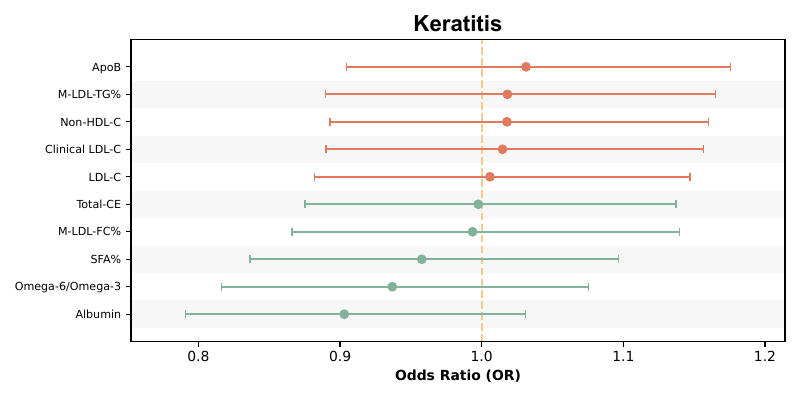 Keratitis
ApoB
M-LDL-TG%
Non-HDL-C
Clinical LDL-C
LDL-C
Total-CE
M-LDL-FC%
SFA%
Omega-6/Omega-3
Albumin
0.8 0.9 1.0 1.1 1.2
Odds Ratio (OR)